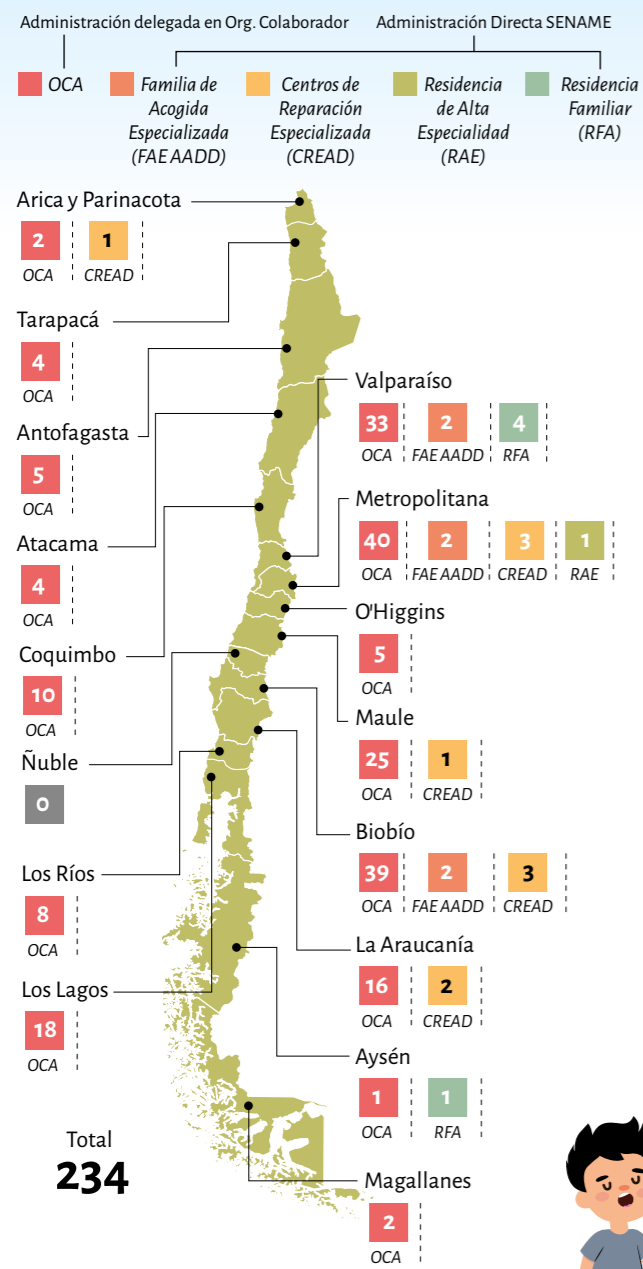 Administración delegada en Org. Colaborador
Administración Directa SENAME
OCA
Familia de
Acogida
Especializada
(FAE AADD)
Centros de
Reparación
Especializada
(CREAD)
Residencia
de Alta
Especialidad
(RAE)
Residencia
Familiar
(RFA)
Arica y Parinacota
2 1
OCA CREAD
Tarapacá
4
OCA
Antofagasta
5
OCA
Atacama
4
OCA
Coquimbo
10
OCA
Ñuble
0
Los Ríos
8
OCA
Los Lagos
18
OCA
Total
234
Valparaíso
33 2 4
OCA FAE AADD RFA
Metropolitana
40 2 3 1
OCA FAE AADD CREAD RAE
O'Higgins
5
OCA
Maule
25 1
OCA CREAD
Biobío
39 2 3
OCA FAE AADD CREAD
La Araucanía
16 2
OCA CREAD
Aysén
1 1
OCA RFA
Magallanes
2
OCA